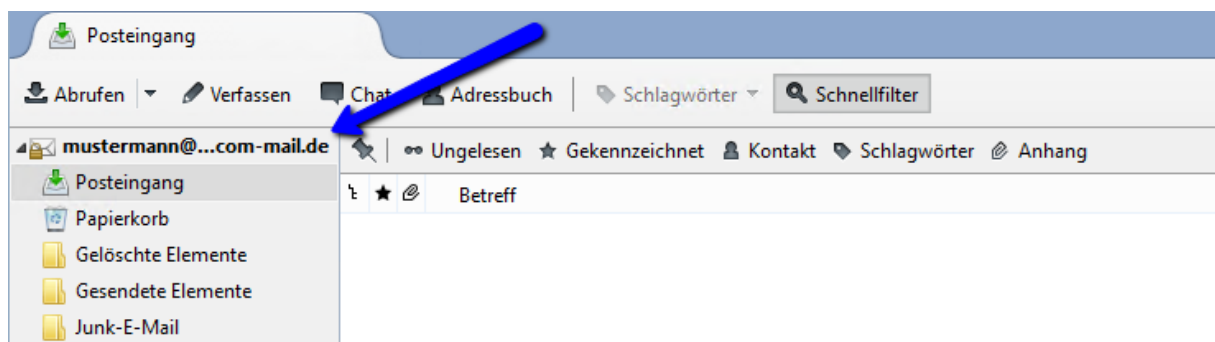 Posteingang
Abrufen Verfassen Chat Adressbuch Schlagwörter Schnellfilter
mustermann@...com-mail.de Ungelesen Gekennzeichnet Kontakt Schlagwörter Anhang
Posteingang
Betreff
Papierkorb
Gelöschte Elemente
Gesendete Elemente
Junk-E-Mail